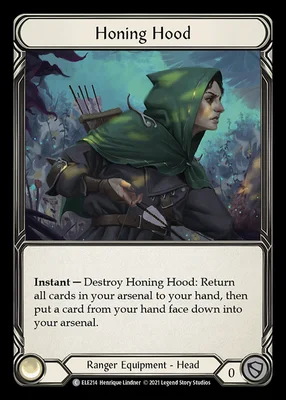 Honing Hood
Instant — Destroy Honing Hood: Return
all cards in your arsenal to your hand, then
put a card from your hand face down into
your arsenal.
Ranger Equipment - Head
0
C ELE214 Henrique Lindner © 2021 Legend Story Studios